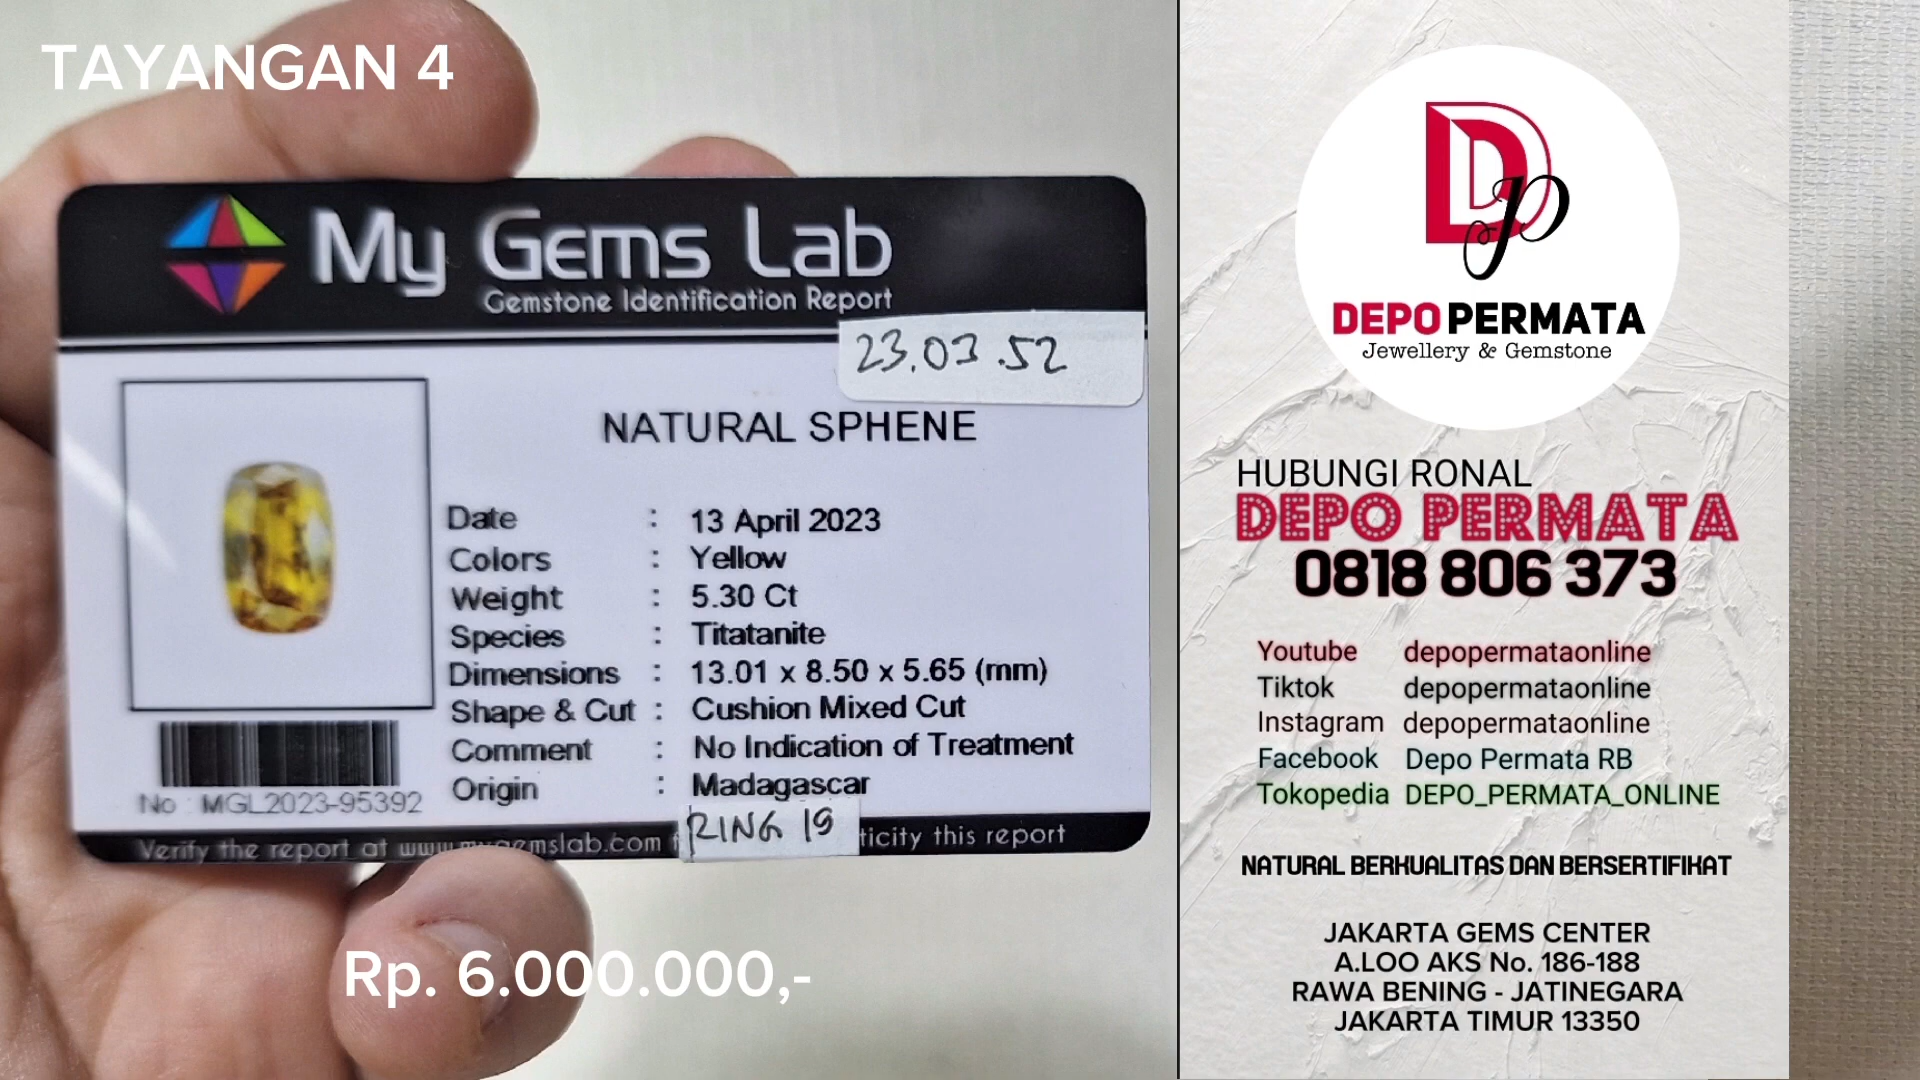 TAYANGAN 4
My Gems Lab
Gemstone Identification Report
23.03.52
NATURAL SPHENE
Date : 13 April 2023
Colors : Yellow
Weight : 5.30 Ct
Species : Titatanite
Dimensions : 13.01 x 8.50 x 5.65 (mm)
Shape & Cut : Cushion Mixed Cut
Comment : No Indication of Treatment
Origin : Madagascar
No : MGL2023-95392
RING 19
Verify the report at this report
Rp. 6.000.000,-
DP
DEPO PERMATA
Jewellery & Gemstone
HUBUNGI RONAL
DEPO PERMATA
0818 806 373
Youtube depopermataonline
Tiktok depopermataonline
Instagram depopermataonline
Facebook Depo Permata RB
Tokopedia DEPO_PERMATA_ONLINE
NATURAL BERKUALITAS DAN BERSERTIFIKAT
JAKARTA GEMS CENTER
A.LOO AKS No. 186-188
RAWA BENING - JATINEGARA
JAKARTA TIMUR 13350